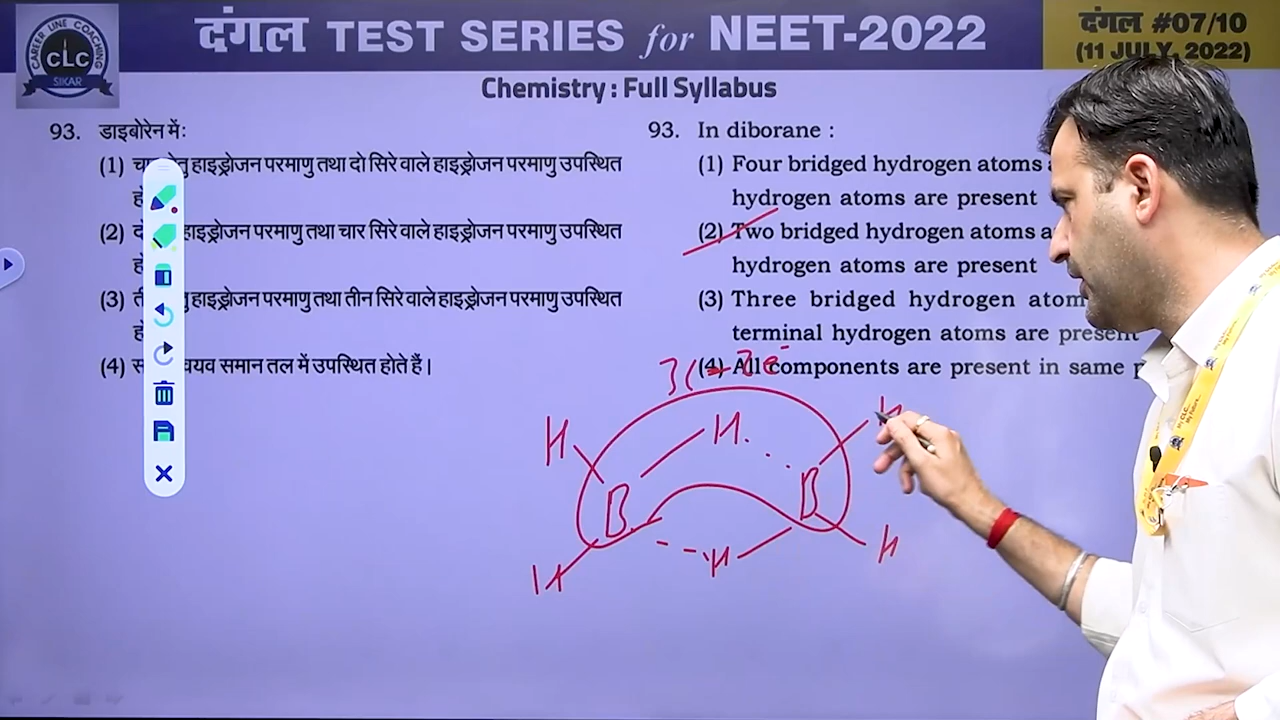 CAREER LINE COACHING
CLC
SIKAR
दंगल TEST SERIES for NEET-2022
दंगल #07/10
(11 JULY, 2022)
Chemistry : Full Syllabus
93. डाइबोरेन में:
(1) हाइड्रोजन परमाणु तथा दो सिरे वाले हाइड्रोजन परमाणु उपस्थित
(2) हाइड्रोजन परमाणु तथा चार सिरे वाले हाइड्रोजन परमाणु उपस्थित
(3) हाइड्रोजन परमाणु तथा तीन सिरे वाले हाइड्रोजन परमाणु उपस्थित
(4) समान तल में उपस्थित होते हैं।
93. In diborane :
(1) Four bridged hydrogen atoms
hydrogen atoms are present
(2) Two bridged hydrogen atoms
hydrogen atoms are present
(3) Three bridged hydrogen
terminal hydrogen atoms are present
(4) All components are present in same
3C-2e⁻
H H. H
B B
H H H